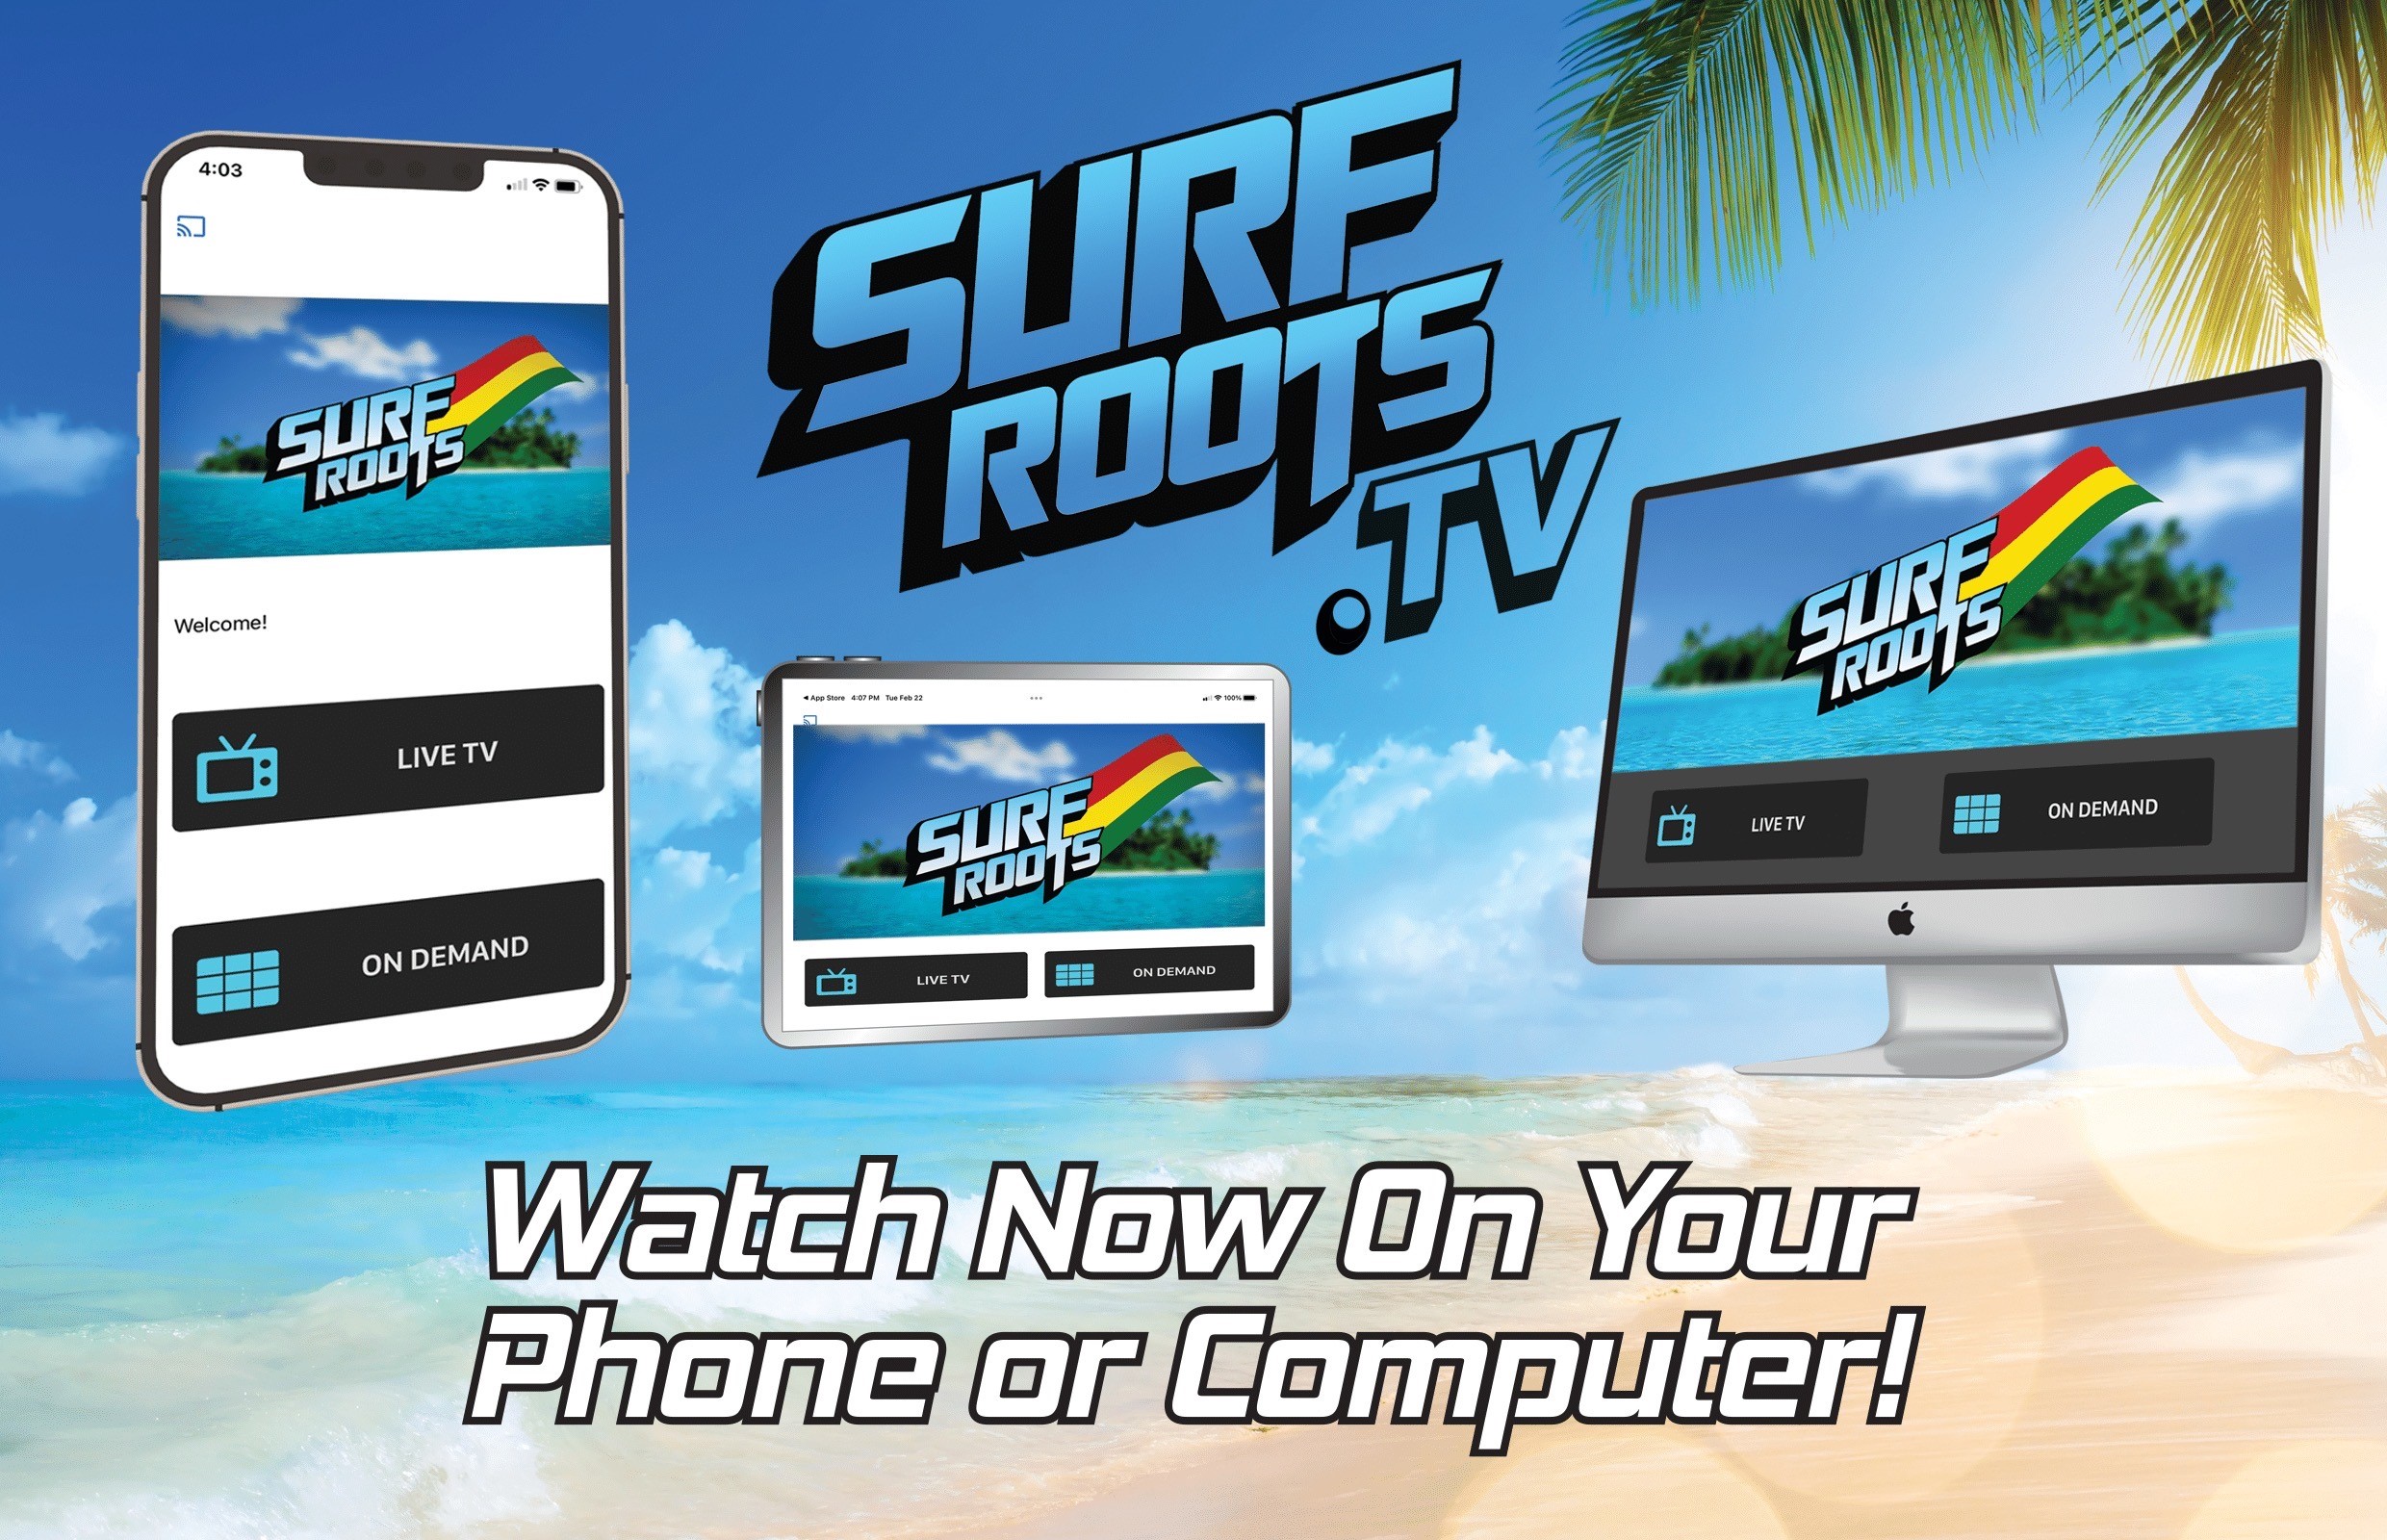 4:03
SURF
ROOTS
Welcome!
LIVE TV
ON DEMAND
SURF
ROOTS
.TV
App Store 4:07 PM Tue Feb 22
100%
SURF
ROOTS
LIVE TV
ON DEMAND
SURF
ROOTS
LIVE TV
ON DEMAND
Watch Now On Your
Phone or Computer!